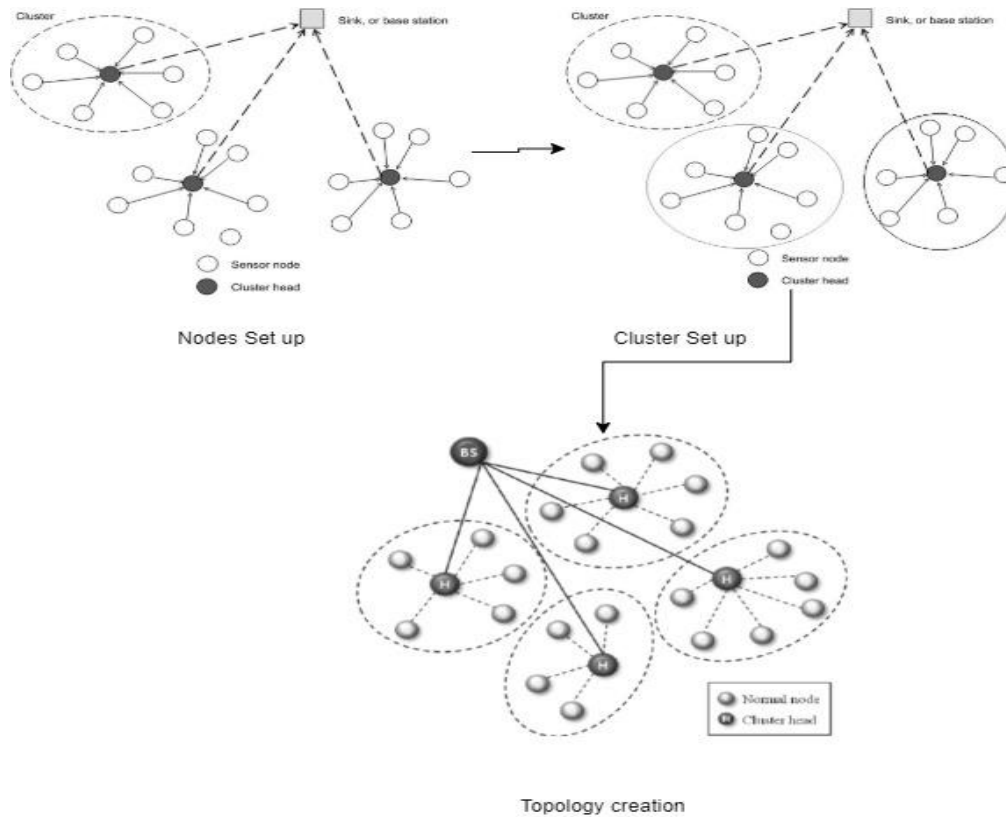 Cluster
Sink, or base station
Sensor node
Cluster head
Nodes Set up
Cluster
Sink, or base station
Sensor node
Cluster head
Cluster Set up
BS
H
H
H
H
Normal node
H Cluster head
Topology creation